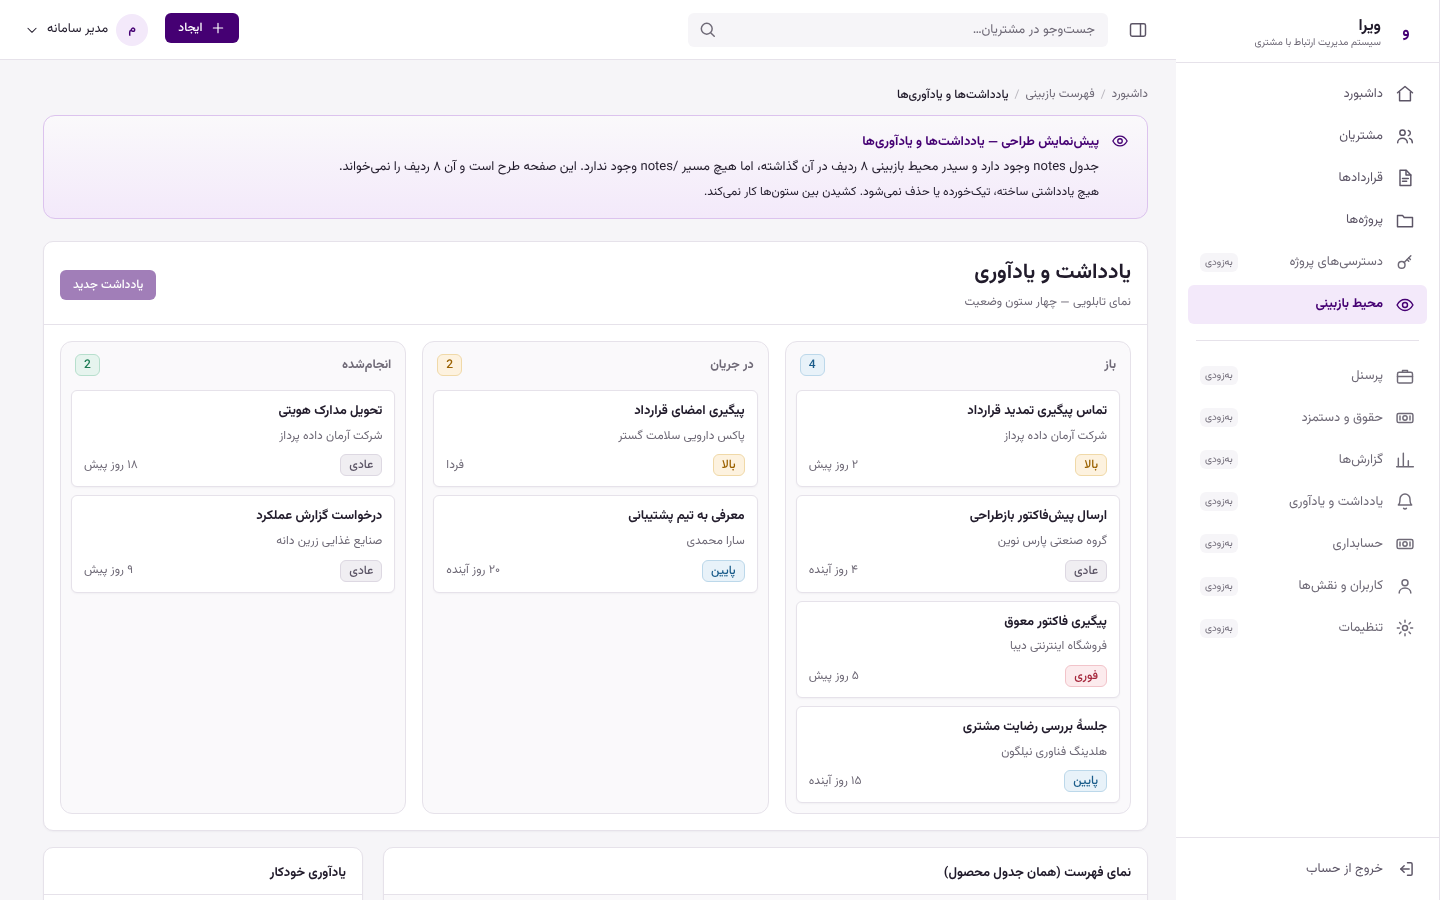 و
ویرا
سیستم مدیریت ارتباط با مشتری
داشبورد
مشتریان
قراردادها
پروژه‌ها
دسترسی‌های پروژه
به‌زودی
محیط بازبینی
پرسنل
به‌زودی
حقوق و دستمزد
به‌زودی
گزارش‌ها
به‌زودی
یادداشت و یادآوری
به‌زودی
حسابداری
به‌زودی
کاربران و نقش‌ها
به‌زودی
تنظیمات
به‌زودی
خروج از حساب
جست‌وجو در مشتریان...
ایجاد
م
مدیر سامانه
داشبورد / فهرست بازبینی / یادداشت‌ها و یادآوری‌ها
پیش‌نمایش طراحی — یادداشت‌ها و یادآوری‌ها
جدول notes وجود دارد و سیدر محیط بازبینی ۸ ردیف در آن گذاشته، اما هیچ مسیر /notes وجود ندارد. این صفحه طرح است و آن ۸ ردیف را نمی‌خواند.
هیچ یادداشتی ساخته، تیک‌خورده یا حذف نمی‌شود. کشیدن بین ستون‌ها کار نمی‌کند.
یادداشت و یادآوری
نمای تابلویی — چهار ستون وضعیت
یادداشت جدید
باز
4
تماس پیگیری تمدید قرارداد
شرکت آرمان داده پرداز
بالا
۲ روز پیش
ارسال پیش‌فاکتور بازطراحی
گروه صنعتی پارس نوین
عادی
۴ روز آینده
پیگیری فاکتور معوق
فروشگاه اینترنتی دیبا
فوری
۵ روز پیش
جلسهٔ بررسی رضایت مشتری
هلدینگ فناوری نیلگون
پایین
۱۵ روز آینده
در جریان
2
پیگیری امضای قرارداد
پاکس دارویی سلامت گستر
بالا
فردا
معرفی به تیم پشتیبانی
سارا محمدی
پایین
۲۰ روز آینده
انجام‌شده
2
تحویل مدارک هویتی
شرکت آرمان داده پرداز
عادی
۱۸ روز پیش
درخواست گزارش عملکرد
صنایع غذایی زرین دانه
عادی
۹ روز پیش
نمای فهرست (همان جدول محصول)
یادآوری خودکار